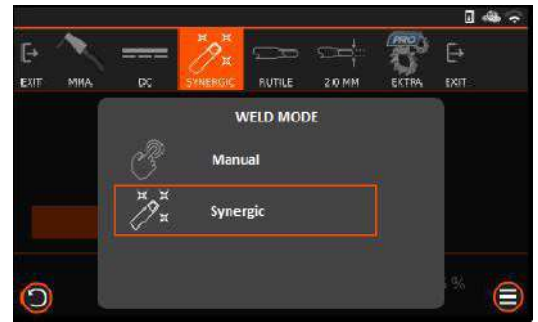 PRO
EXIT MMA DC SYNERGIC RUTILE 2.0 MM EXTRA EXIT
WELD MODE
Manual
Synergic
%